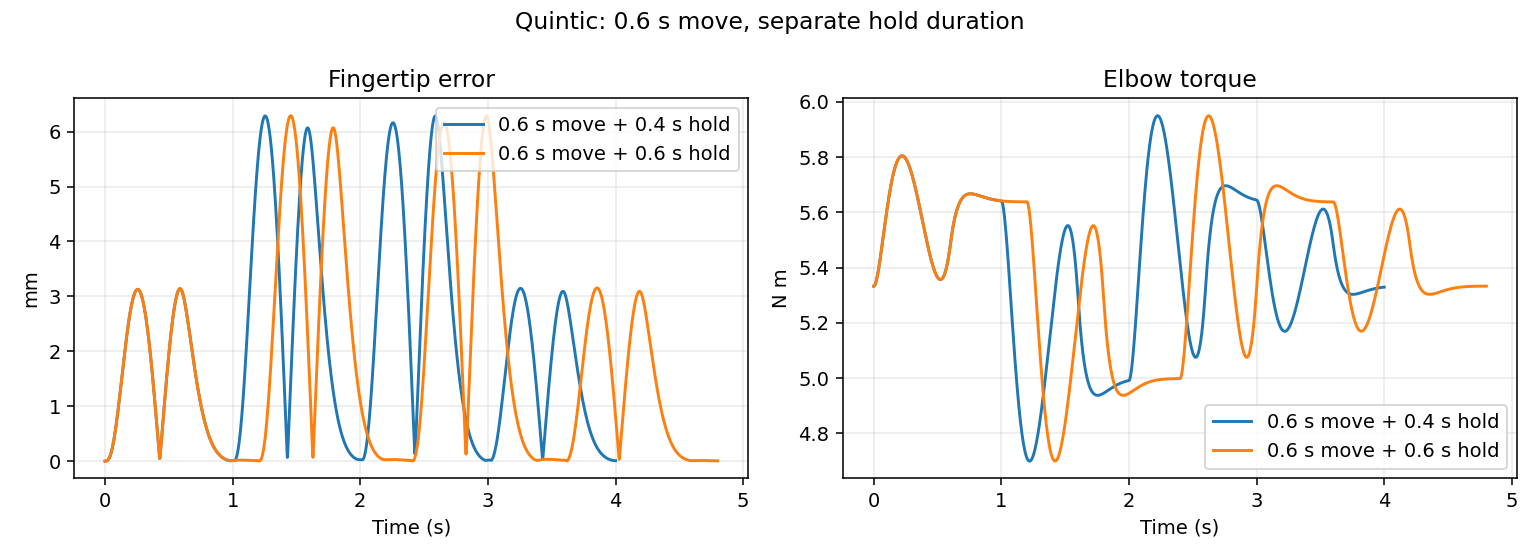 Quintic: 0.6 s move, separate hold duration
Fingertip error
6
5
4
3
2
1
0
mm
0.6 s move + 0.4 s hold
0.6 s move + 0.6 s hold
0 1 2 3 4 5
Time (s)
Elbow torque
6.0
5.8
5.6
5.4
5.2
5.0
4.8
N m
0.6 s move + 0.4 s hold
0.6 s move + 0.6 s hold
0 1 2 3 4 5
Time (s)